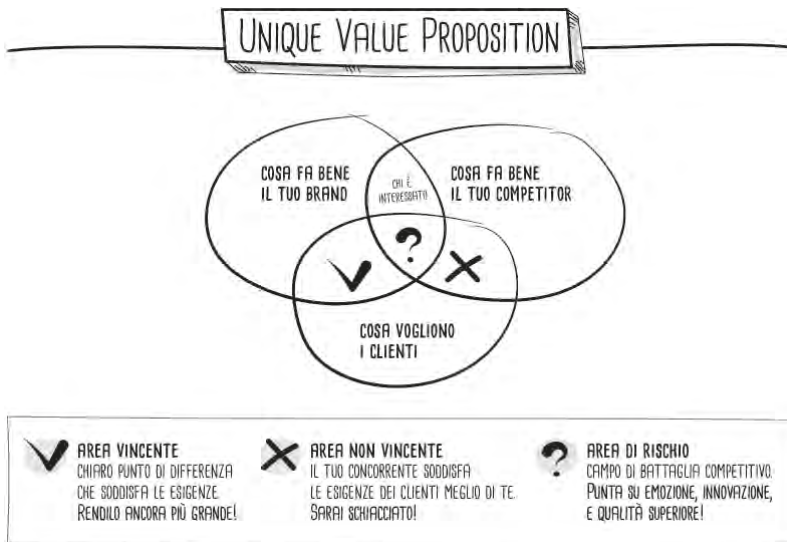 UNIQUE VALUE PROPOSITION
COSA FA BENE
IL TUO BRAND
CHI È
INTERESSATO
COSA FA BENE
IL TUO COMPETITOR
?
COSA VOGLIONO
I CLIENTI
AREA VINCENTE
CHIARO PUNTO DI DIFFERENZA
CHE SODDISFA LE ESIGENZE.
RENDILO ANCORA PIÙ GRANDE!
AREA NON VINCENTE
IL TUO CONCORRENTE SODDISFA
LE ESIGENZE DEI CLIENTI MEGLIO DI TE.
SARAI SCHIACCIATO!
?
AREA DI RISCHIO
CAMPO DI BATTAGLIA COMPETITIVO.
PUNTA SU EMOZIONE, INNOVAZIONE,
E QUALITÀ SUPERIORE!